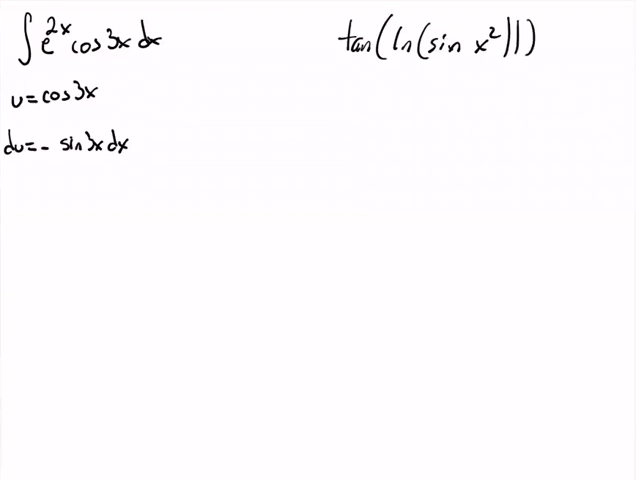 ∫ e^{2x} cos 3x dx
u = cos 3x
du = - sin 3x dx
tan(ln(sin x²)))